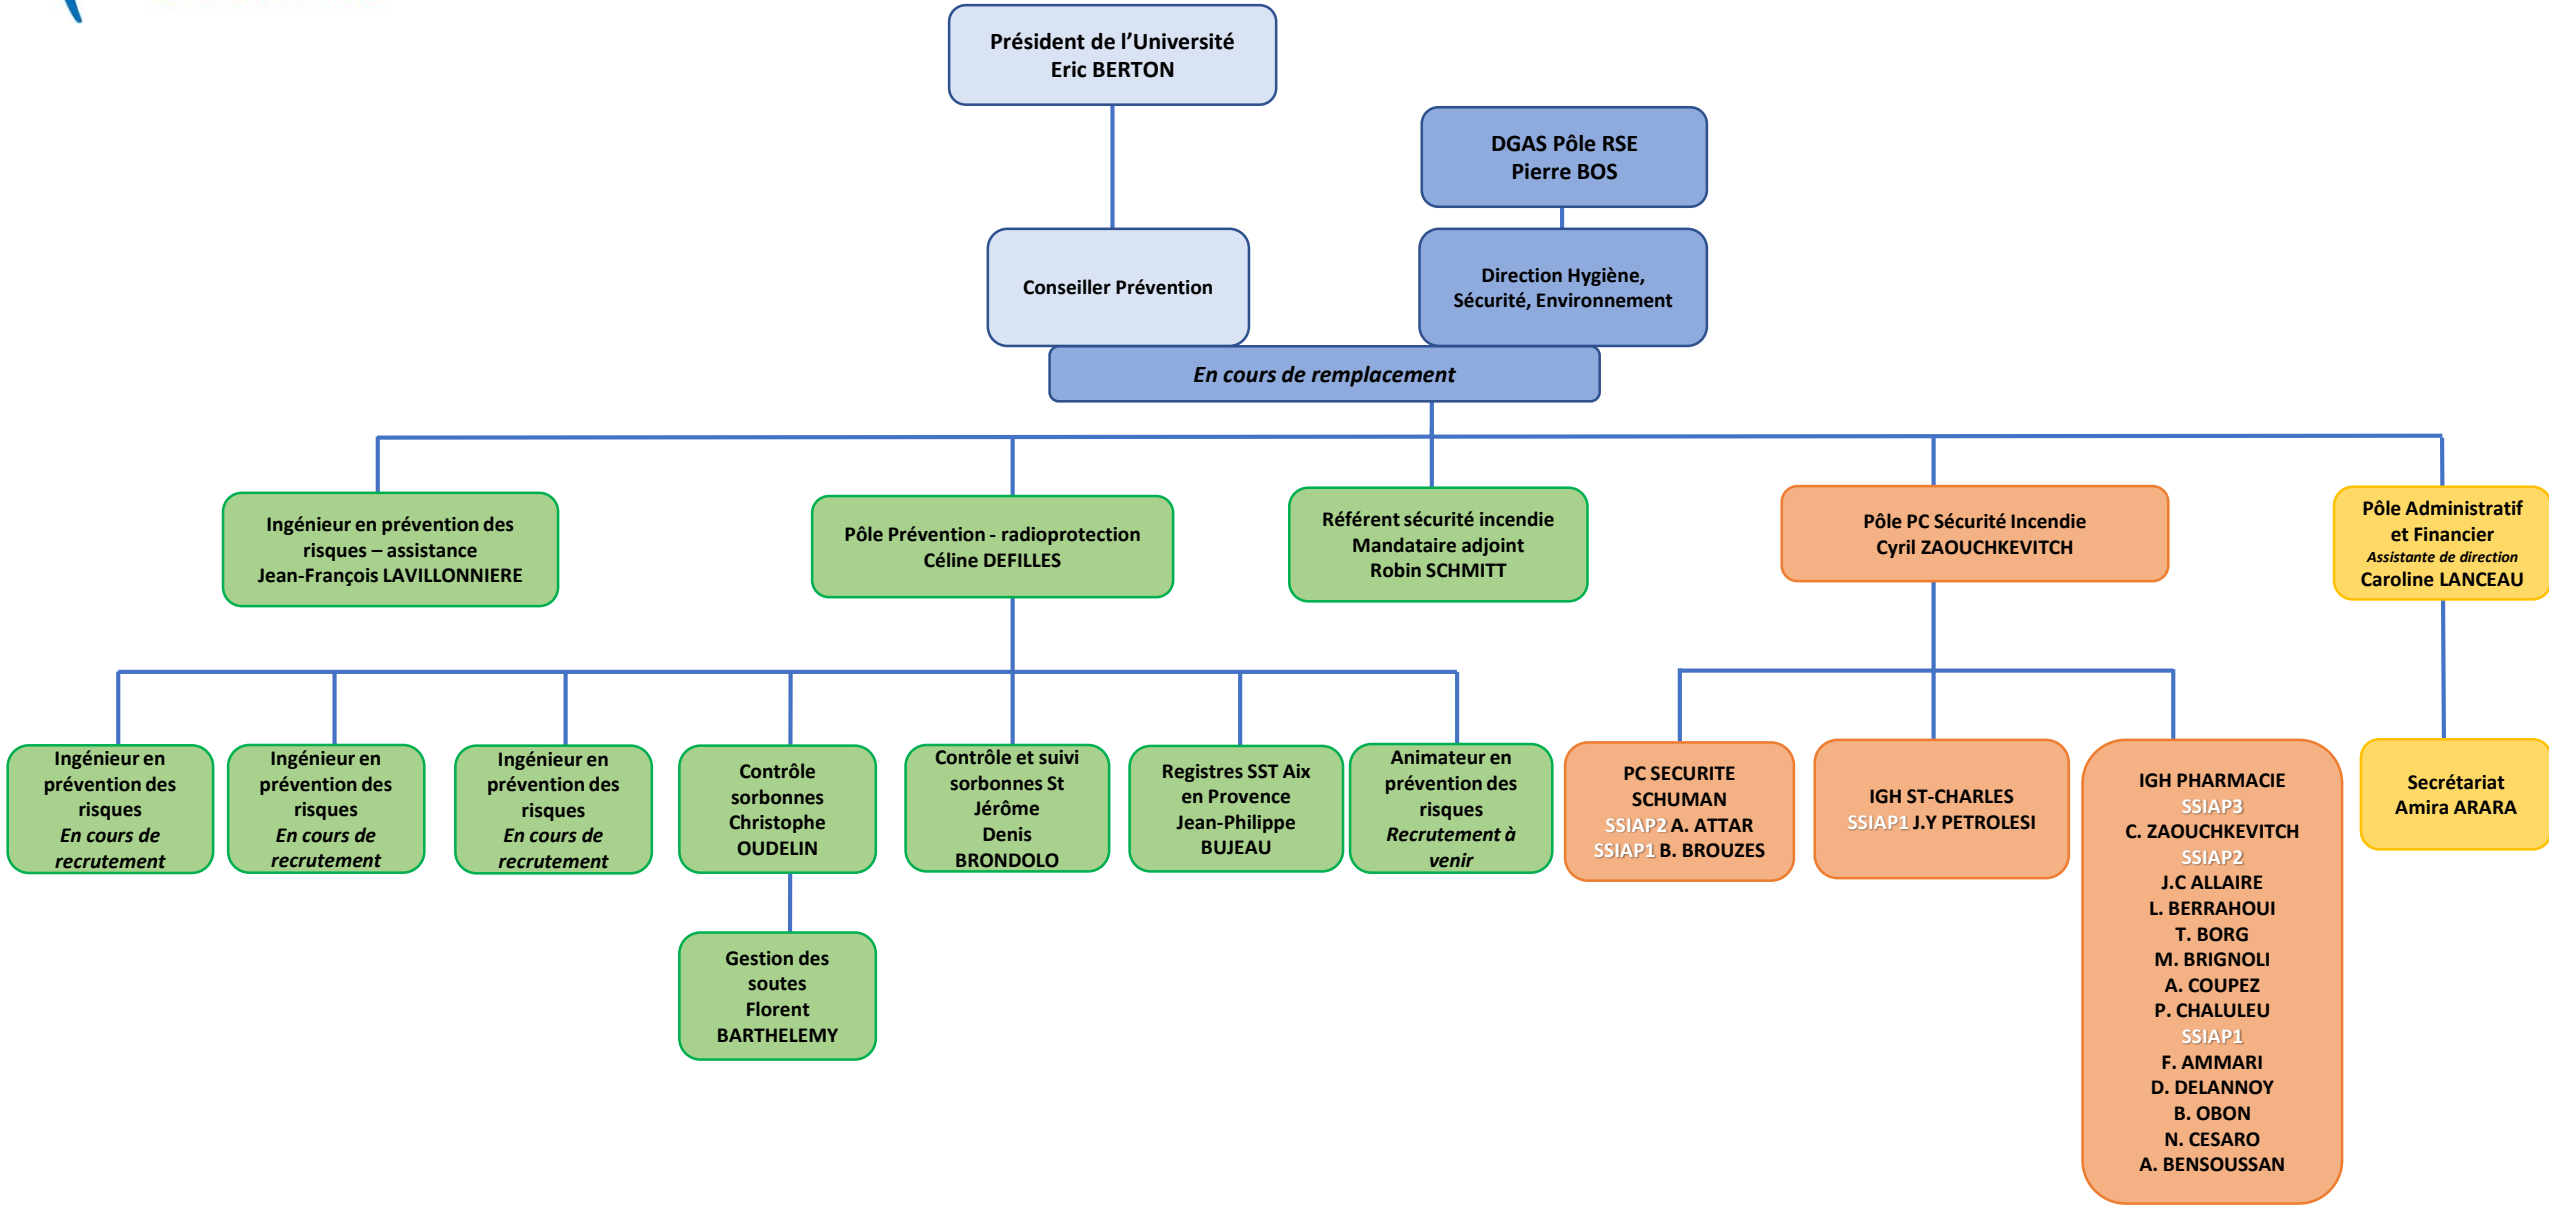 Président de l’Université
Eric BERTON
DGAS Pôle RSE
Pierre BOS
Conseiller Prévention
Direction Hygiène,
Sécurité, Environnement
En cours de remplacement
Ingénieur en prévention des
risques – assistance
Jean-François LAVILLONNIERE
Pôle Prévention - radioprotection
Céline DEFILLES
Référent sécurité incendie
Mandataire adjoint
Robin SCHMITT
Pôle PC Sécurité Incendie
Cyril ZAOUCHKEVITCH
Pôle Administratif
et Financier
Assistante de direction
Caroline LANCEAU
Ingénieur en
prévention des
risques
En cours de
recrutement
Ingénieur en
prévention des
risques
En cours de
recrutement
Ingénieur en
prévention des
risques
En cours de
recrutement
Contrôle
sorbonnes
Christophe
OUDELIN
Contrôle et suivi
sorbonnes St
Jérôme
Denis
BRONDOLO
Registres SST Aix
en Provence
Jean-Philippe
BUJEAU
Animateur en
prévention des
risques
Recrutement à
venir
PC SECURITE
SCHUMAN
SSIAP2 A. ATTAR
SSIAP1 B. BROUZES
IGH ST-CHARLES
SSIAP1 J.Y PETROLESI
IGH PHARMACIE
SSIAP3
C. ZAOUCHKEVITCH
SSIAP2
J.C ALLAIRE
L. BERRAHOUI
T. BORG
M. BRIGNOLI
A. COUPEZ
P. CHALULEU
SSIAP1
F. AMMARI
D. DELANNOY
B. OBON
N. CESARO
A. BENSOUSSAN
Secrétariat
Amira ARARA
Gestion des
soutes
Florent
BARTHELEMY